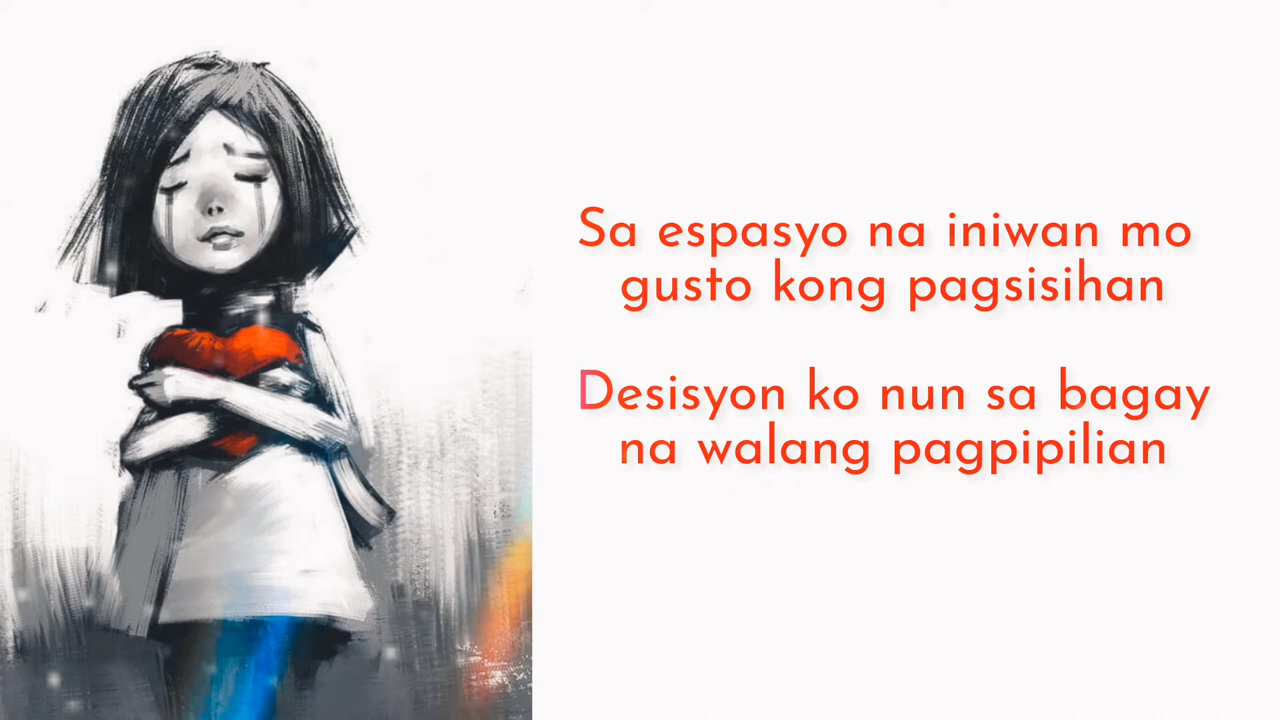 Sa espasyo na iniwan mo
gusto kong pagsisihan
Desisyon ko nun sa bagay
na walang pagpipilian